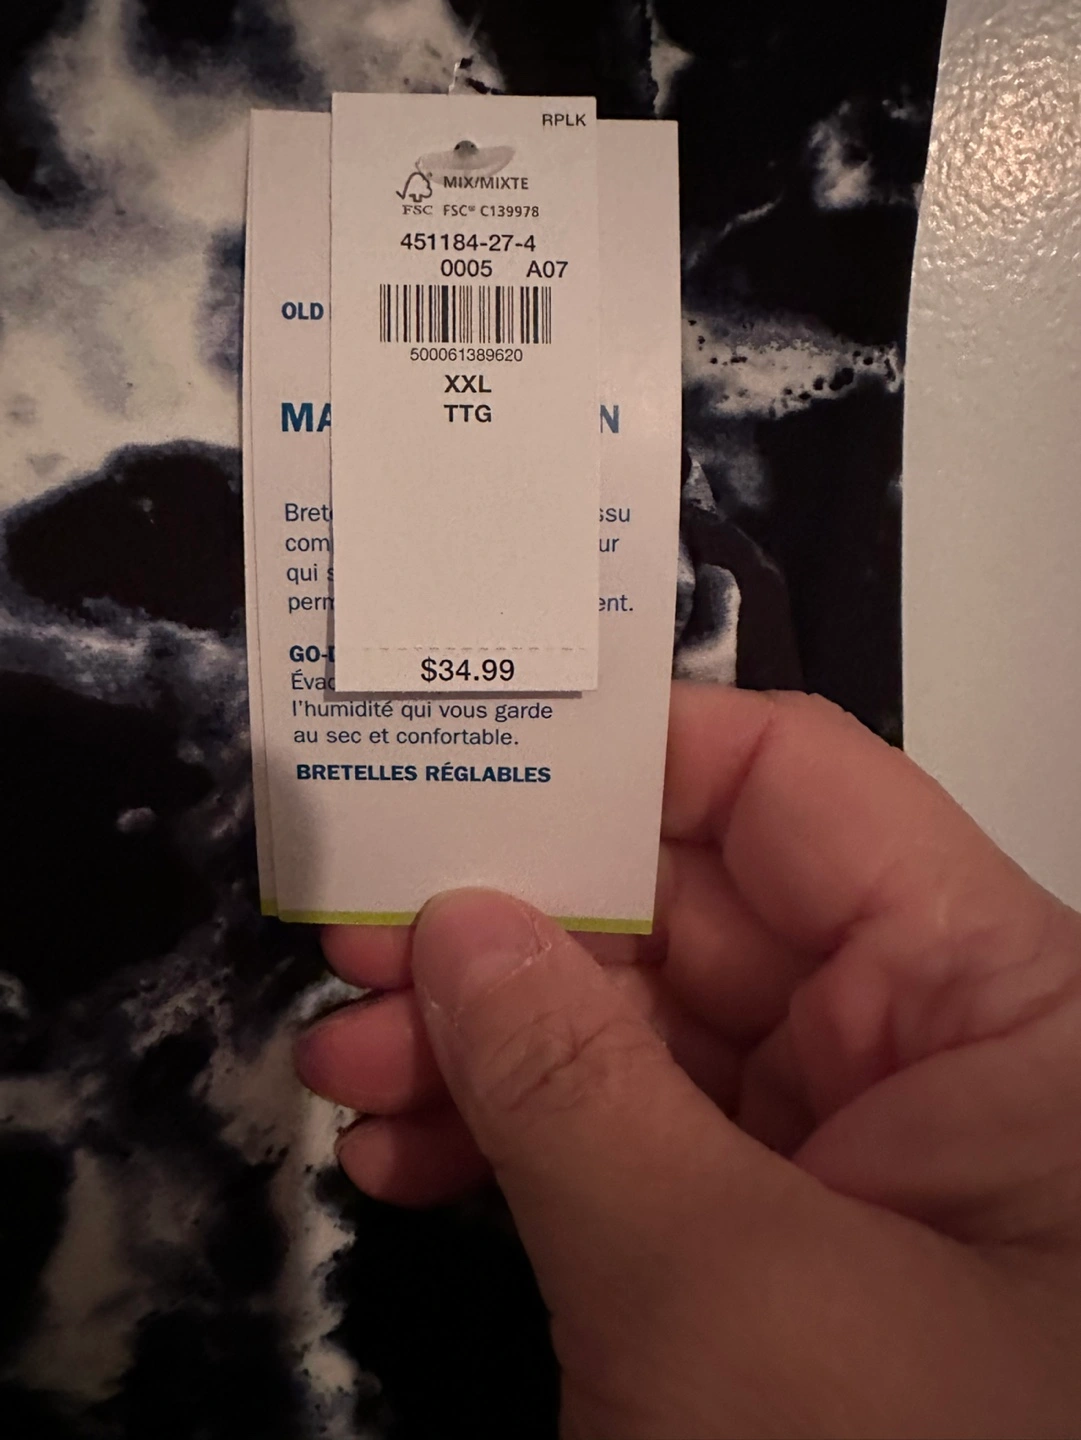 RPLK
MIX/MIXTE
FSC FSC® C139978
451184-27-4
0005 A07
500061389620
XXL
TTG
$34.99
OLD
MA N
Bret ssu
com ur
qui s
perm ent.
GO-D
Évac
l'humidité qui vous garde
au sec et confortable.
BRETELLES RÉGLABLES